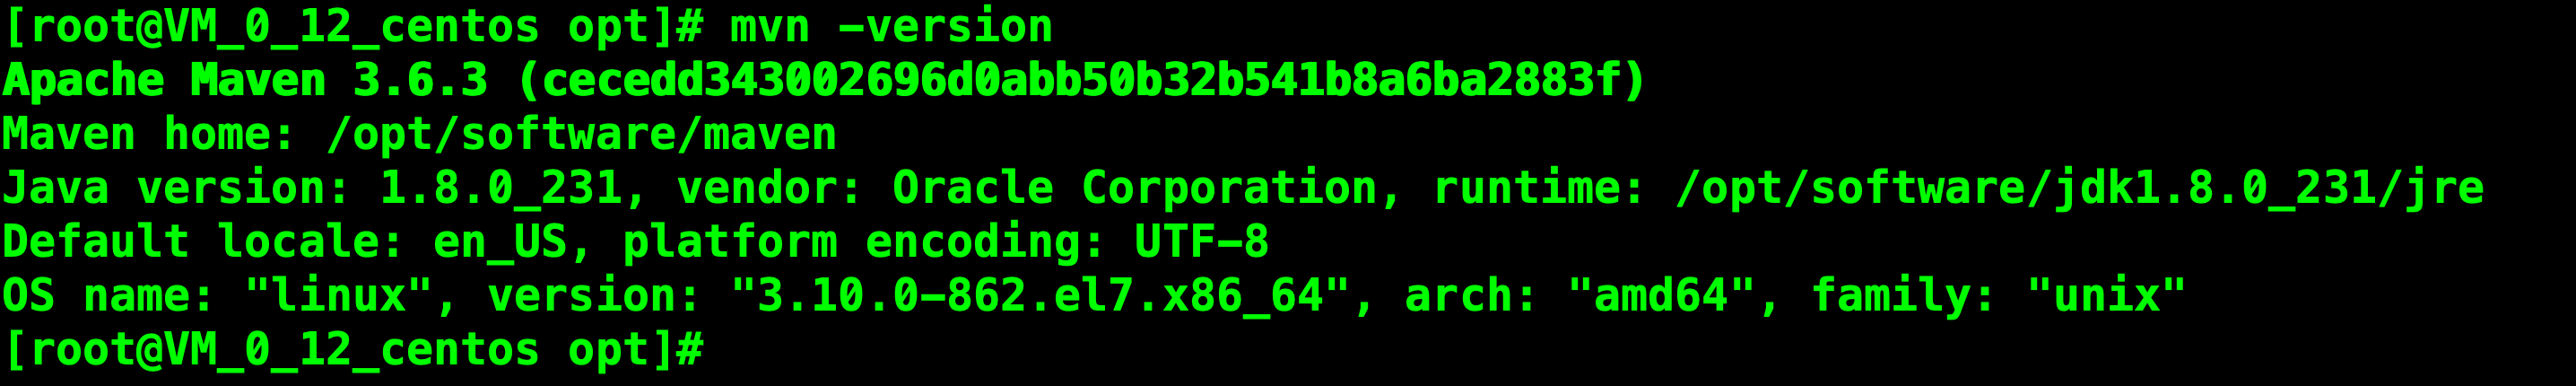 [root@VM_0_12_centos opt]# mvn -version
Apache Maven 3.6.3 (cecedd343002696d0abb50b32b541b8a6ba2883f)
Maven home: /opt/software/maven
Java version: 1.8.0_231, vendor: Oracle Corporation, runtime: /opt/software/jdk1.8.0_231/jre
Default locale: en_US, platform encoding: UTF-8
OS name: "linux", version: "3.10.0-862.el7.x86_64", arch: "amd64", family: "unix"
[root@VM_0_12_centos opt]#